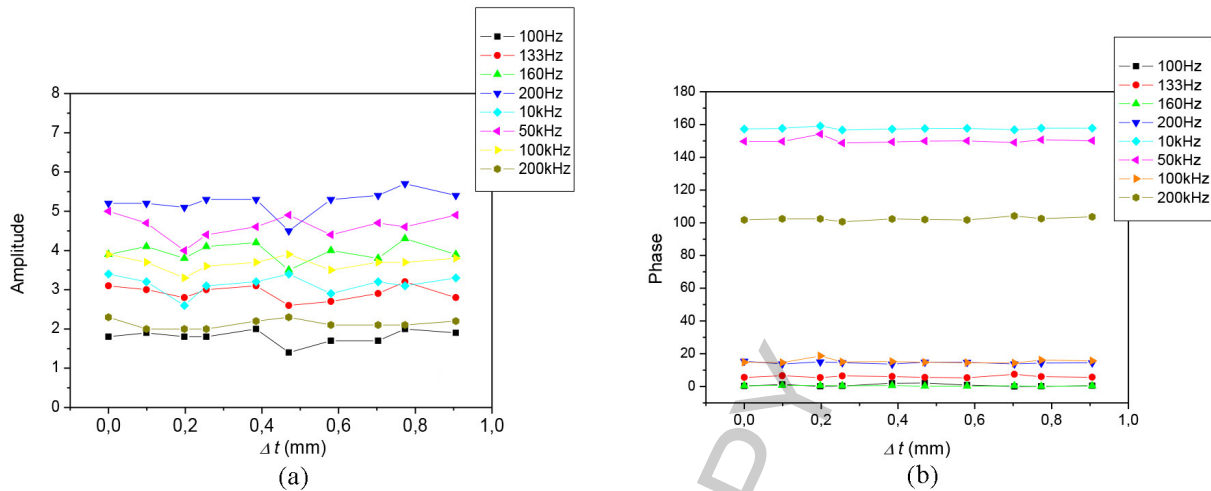 100Hz
133Hz
160Hz
200Hz
10kHz
50kHz
100kHz
200kHz
8
7
6
5
4
3
2
1
0
Amplitude
0,0 0,2 0,4 0,6 0,8 1,0
Δ t (mm)
(a)
100Hz
133Hz
160Hz
200Hz
10kHz
50kHz
100kHz
200kHz
180
160
140
120
100
80
60
40
20
0
Phase
0,0 0,2 0,4 0,6 0,8 1,0
Δ t (mm)
(b)
PY